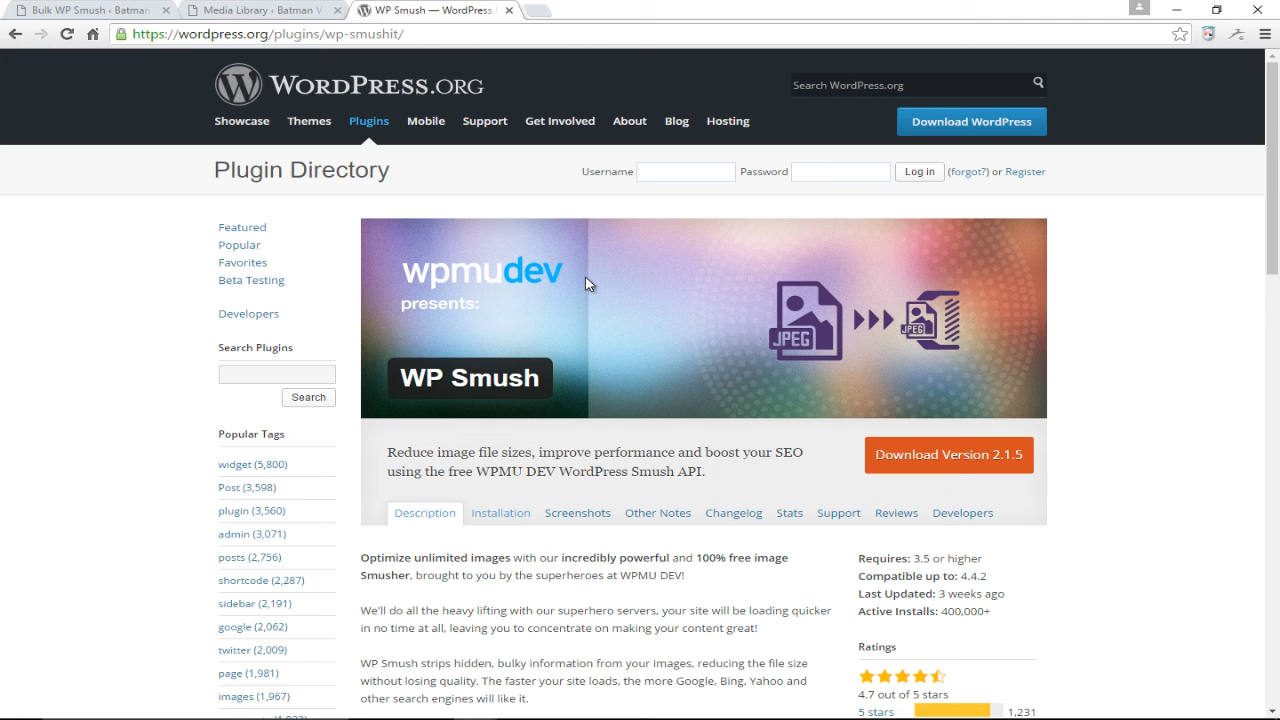 Bulk WP Smush ‹ Batman
Media Library ‹ Batman V
WP Smush — WordPress
https://wordpress.org/plugins/wp-smushit/
WORDPRESS.ORG
Search WordPress.org
Showcase Themes Plugins Mobile Support Get Involved About Blog Hosting
Download WordPress
Plugin Directory
Username Password Log in (forgot?) or Register
Featured
Popular
Favorites
Beta Testing
Developers
Search Plugins
Search
Popular Tags
widget (5,800)
Post (3,598)
plugin (3,560)
admin (3,071)
posts (2,756)
shortcode (2,287)
sidebar (2,191)
google (2,062)
twitter (2,009)
page (1,981)
images (1,967)
wpmudev
presents:
WP Smush
JPEG
JPEG
Reduce image file sizes, improve performance and boost your SEO
using the free WPMU DEV WordPress Smush API.
Download Version 2.1.5
Description Installation Screenshots Other Notes Changelog Stats Support Reviews Developers
Optimize unlimited images with our incredibly powerful and 100% free image
Smusher, brought to you by the superheroes at WPMU DEV!
We'll do all the heavy lifting with our superhero servers, your site will be loading quicker
in no time at all, leaving you to concentrate on making your content great!
WP Smush strips hidden, bulky information from your images, reducing the file size
without losing quality. The faster your site loads, the more Google, Bing, Yahoo and
other search engines will like it.
Requires: 3.5 or higher
Compatible up to: 4.4.2
Last Updated: 3 weeks ago
Active Installs: 400,000+
Ratings
4.7 out of 5 stars
5 stars 1,231